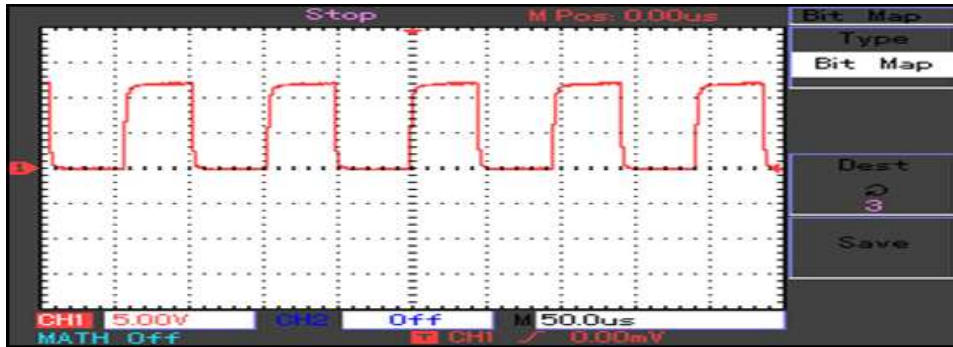 Stop M Pos: 0.00us Bit Map
Type
Bit Map
1
Dest
3
Save
CH1 5.00V CH2 Off M 50.0us
MATH Off T CH1 0.00mV